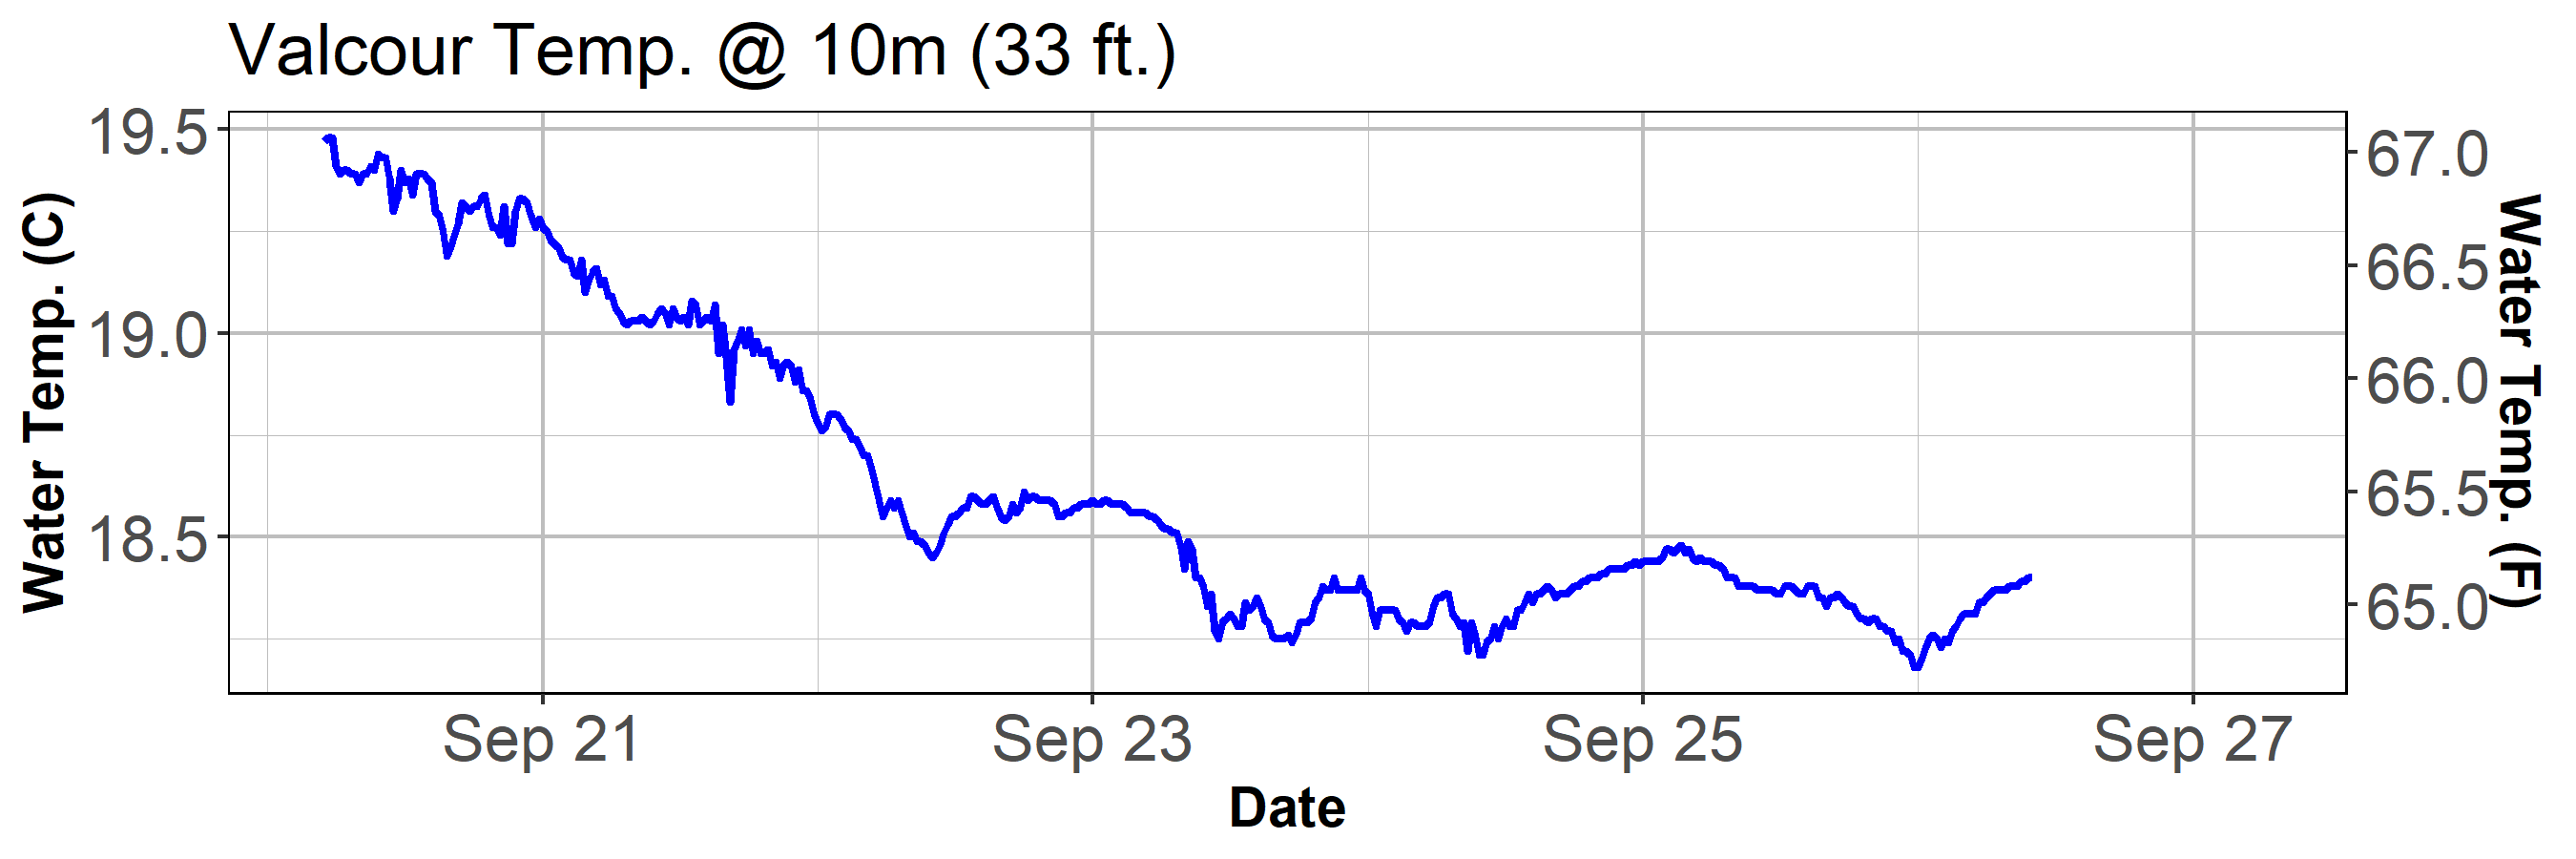 Valcour Temp. @ 10m (33 ft.)
Water Temp. (C)
19.5
19.0
18.5
67.0
66.5
66.0
65.5
65.0
Water Temp. (F)
Sep 21
Sep 23
Sep 25
Sep 27
Date